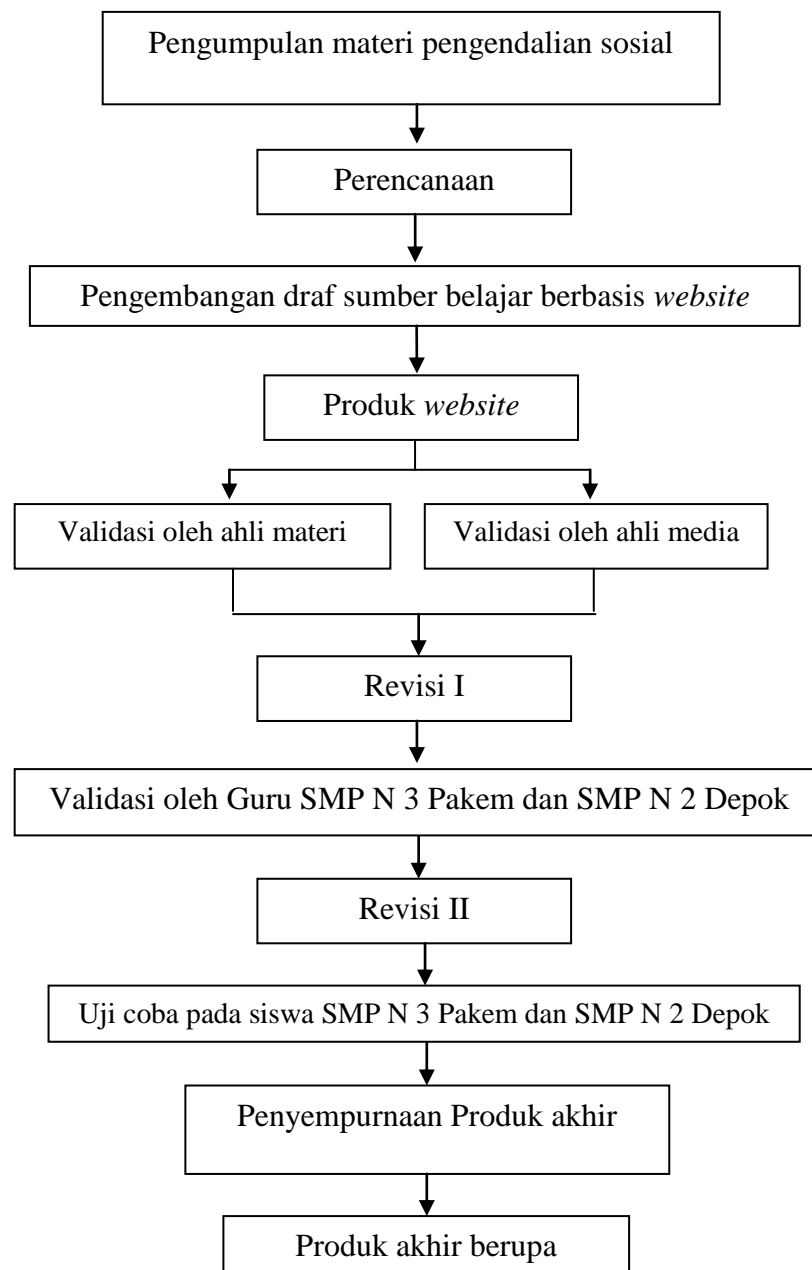 Pengumpulan materi pengendalian sosial
Perencanaan
Pengembangan draf sumber belajar berbasis website
Produk website
Validasi oleh ahli materi
Validasi oleh ahli media
Revisi I
Validasi oleh Guru SMP N 3 Pakem dan SMP N 2 Depok
Revisi II
Uji coba pada siswa SMP N 3 Pakem dan SMP N 2 Depok
Penyempurnaan Produk akhir
Produk akhir berupa